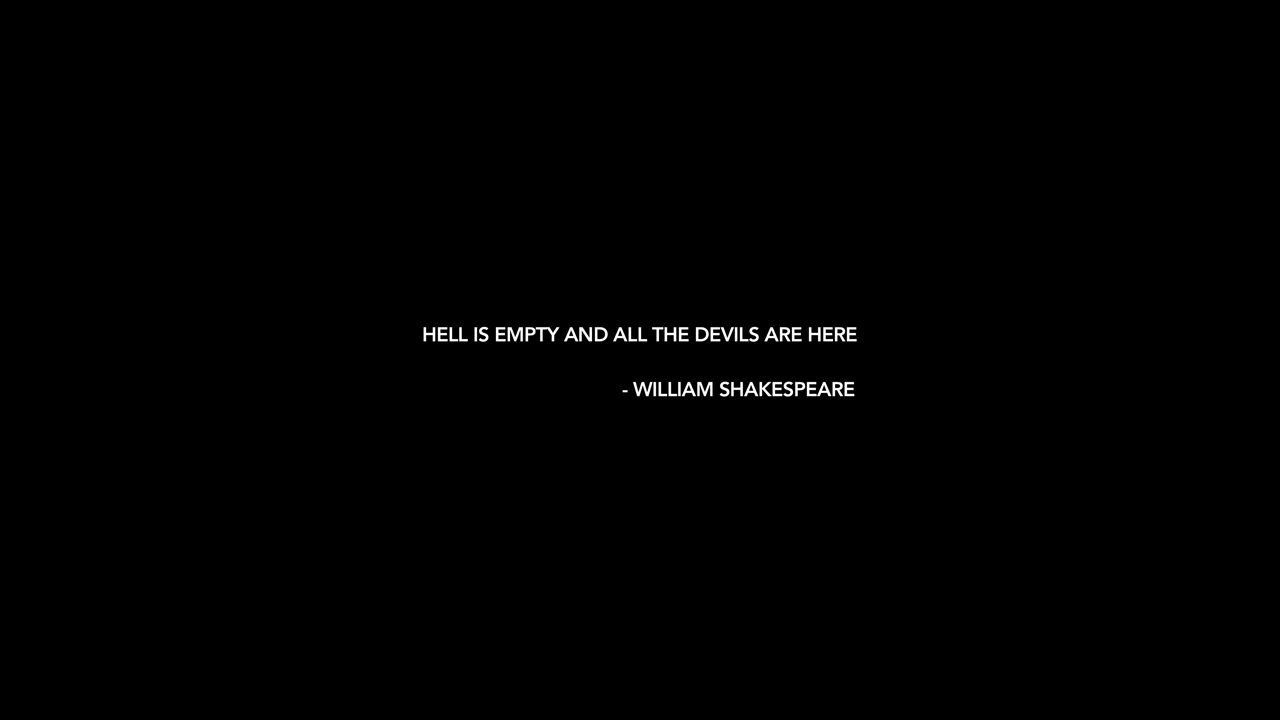 HELL IS EMPTY AND ALL THE DEVILS ARE HERE
- WILLIAM SHAKESPEARE